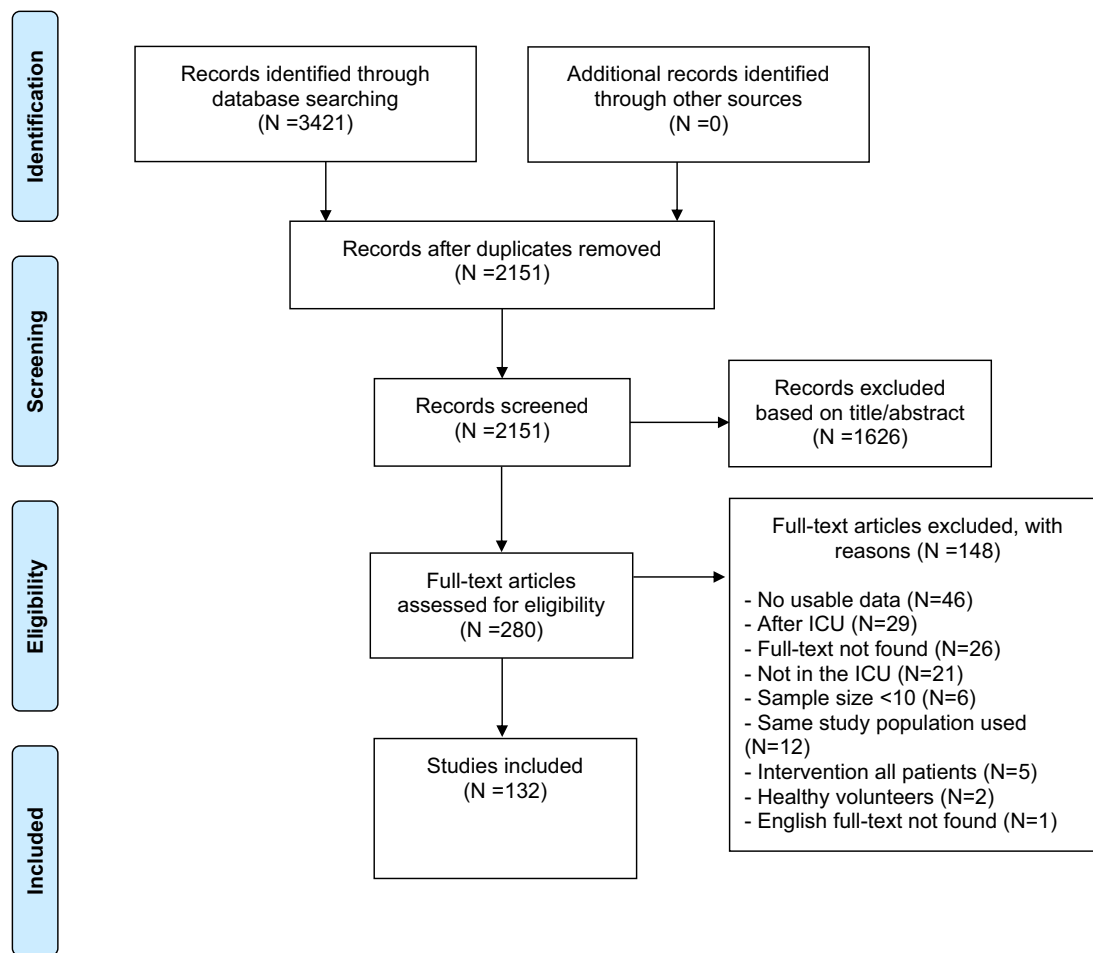 Identification
Records identified through
database searching
(N =3421)
Additional records identified
through other sources
(N =0)
Records after duplicates removed
(N =2151)
Screening
Records screened
(N =2151)
Records excluded
based on title/abstract
(N =1626)
Eligibility
Full-text articles
assessed for eligibility
(N =280)
Full-text articles excluded, with
reasons (N =148)
- No usable data (N=46)
- After ICU (N=29)
- Full-text not found (N=26)
- Not in the ICU (N=21)
- Sample size <10 (N=6)
- Same study population used
(N=12)
- Intervention all patients (N=5)
- Healthy volunteers (N=2)
- English full-text not found (N=1)
Included
Studies included
(N =132)